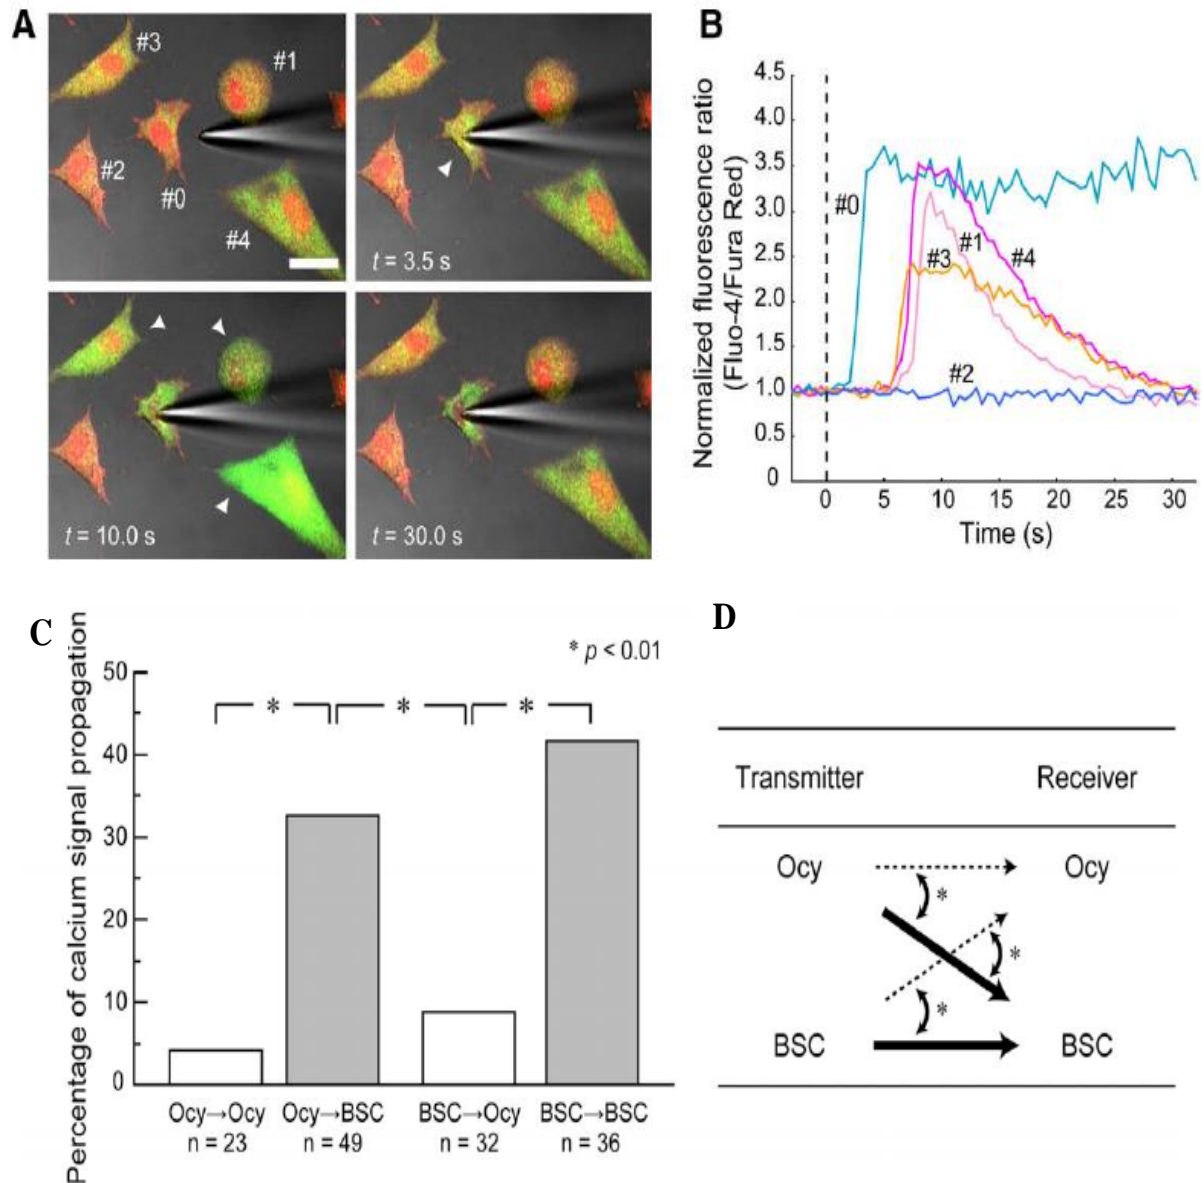 A
#3
#1
#2
#0
#4
t = 3.5 s
t = 10.0 s
t = 30.0 s
B
Normalized fluorescence ratio
(Fluo-4/Fura Red)
4.5
4.0
3.5
3.0
2.5
2.0
1.5
1.0
0.5
0
#0
#1
#4
#3
#2
0 5 10 15 20 25 30
Time (s)
C
Percentage of calcium signal propagation
* p < 0.01
50
40
30
20
10
0
* * *
Ocy→Ocy Ocy→BSC BSC→Ocy BSC→BSC
n = 23 n = 49 n = 32 n = 36
D
Transmitter Receiver
Ocy Ocy
*
*
*
BSC BSC